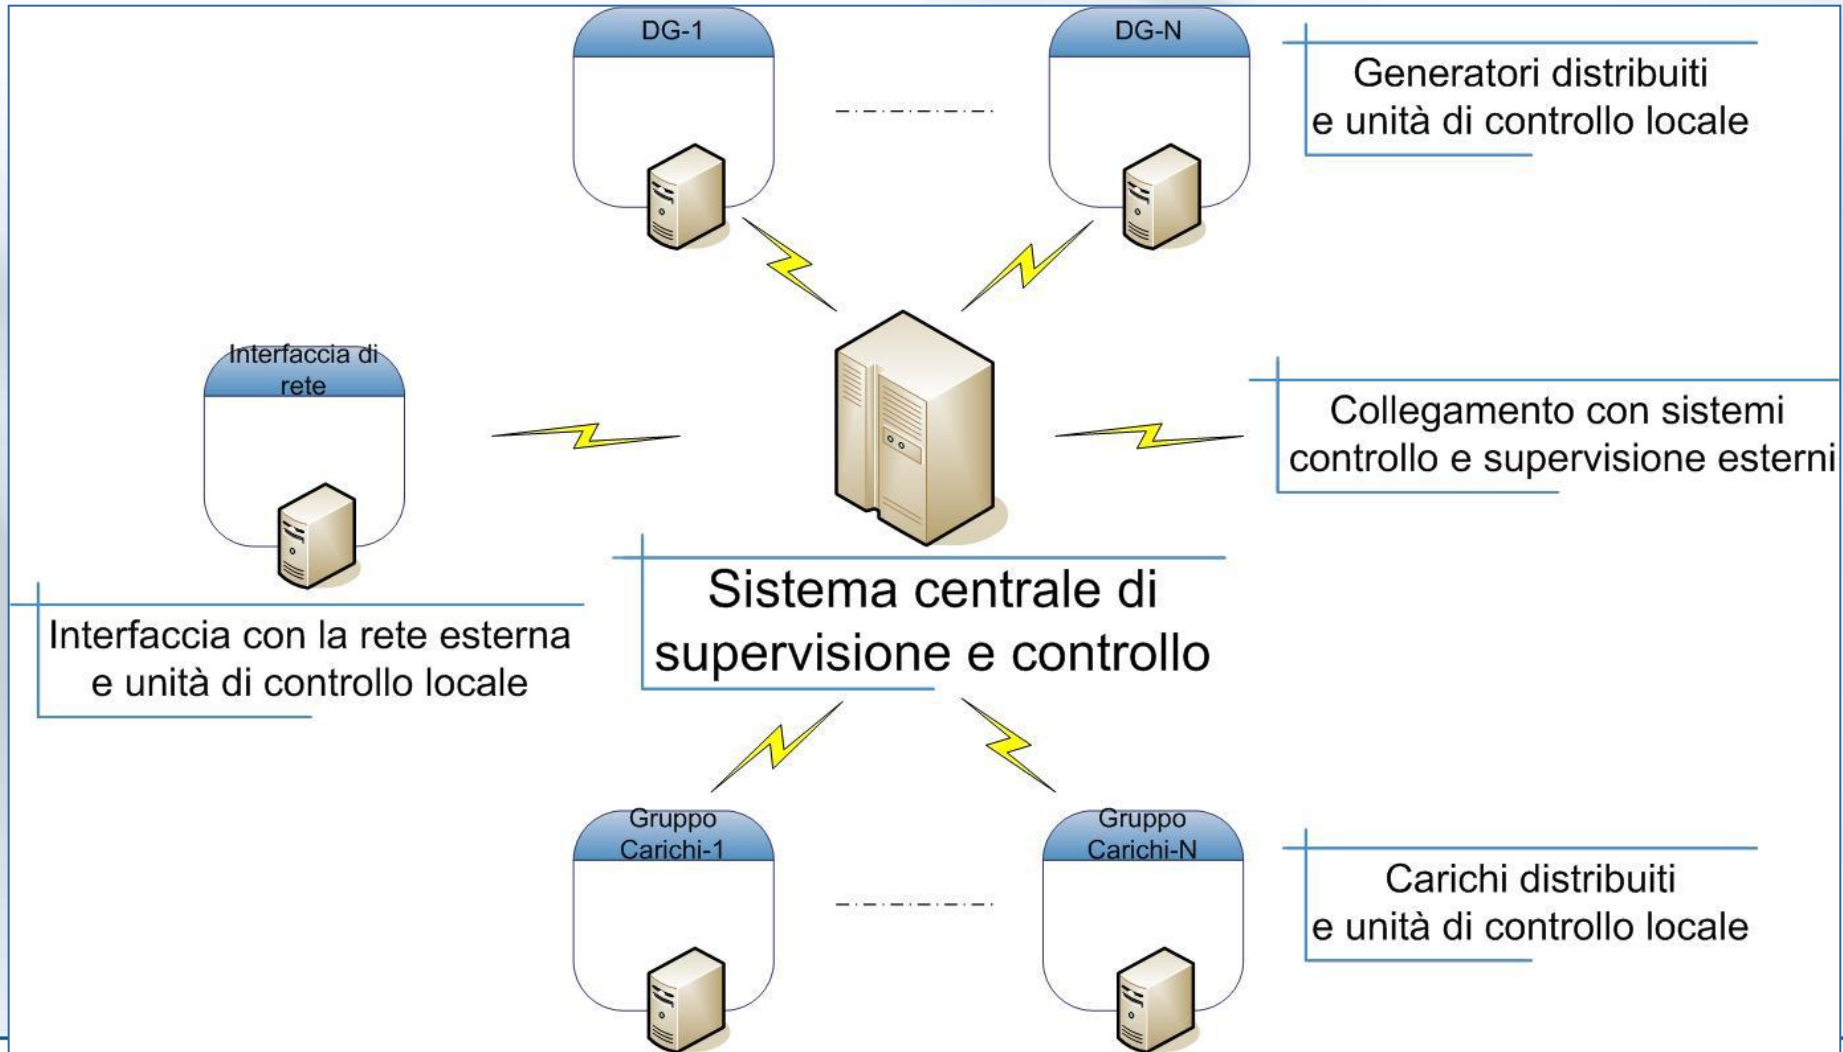 DG-1
DG-N
Generatori distribuiti
e unità di controllo locale
Interfaccia di
rete
Collegamento con sistemi
controllo e supervisione esterni
Sistema centrale di
supervisione e controllo
Interfaccia con la rete esterna
e unità di controllo locale
Gruppo
Carichi-1
Gruppo
Carichi-N
Carichi distribuiti
e unità di controllo locale